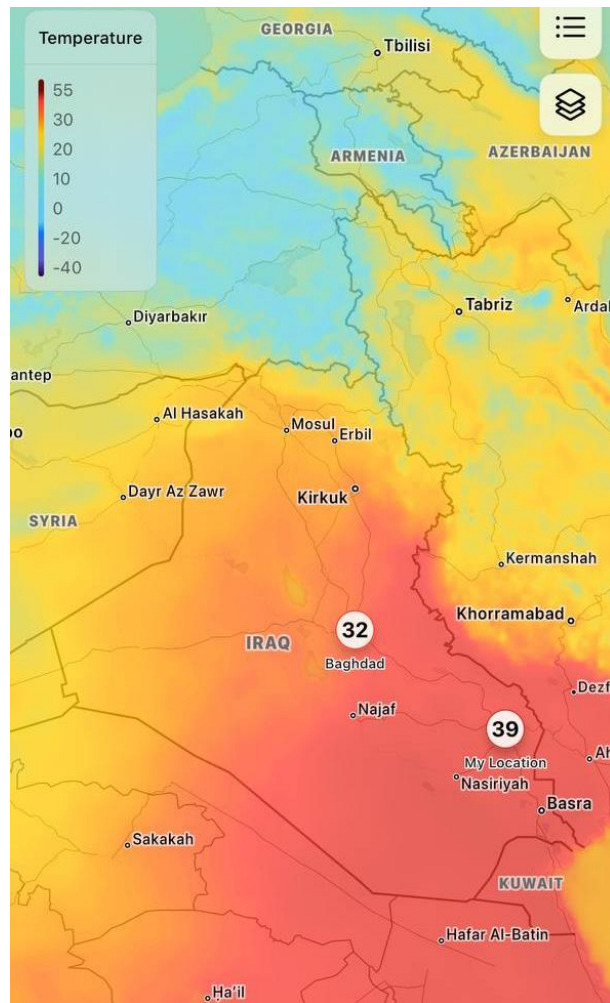 Temperature
55
30
20
10
0
-20
-40
GEORGIA
Tbilisi
ARMENIA
AZERBAIJAN
Tabriz
Ardal
Diyarbakır
antep
Al Hasakah
Mosul
Erbil
Dayr Az Zawr
Kirkuk
SYRIA
Kermanshah
Khorramabad
32
IRAQ
Baghdad
Dezf
Najaf
39
My Location
Ah
Nasiriyah
Basra
Sakakah
KUWAIT
Hafar Al-Batin
Ha'il